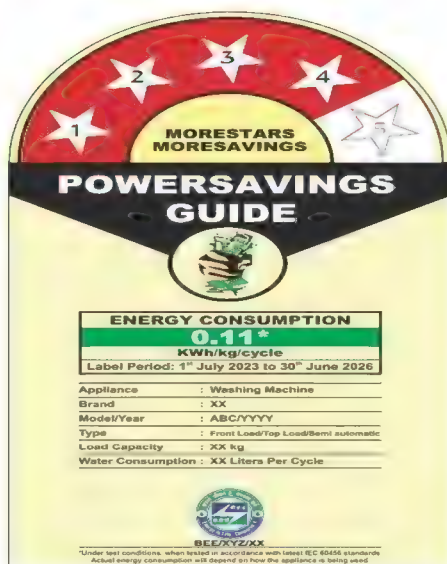 1
2
3
4
5
MORESTARS
MORESAVINGS
POWERSAVINGS
GUIDE
ENERGY CONSUMPTION
0.11*
KWh/kg/cycle
Label Period: 1st July 2023 to 30th June 2026
Appliance : Washing Machine
Brand : XX
Model/Year : ABC/YYYY
Type : Front Load/Top Load/Semi automatic
Load Capacity : XX kg
Water Consumption : XX Liters Per Cycle
BEE/XYZ/XX
*Under test conditions, when tested in accordance with latest IEC 60456 standards
Actual energy consumption will depend on how the appliance is being used